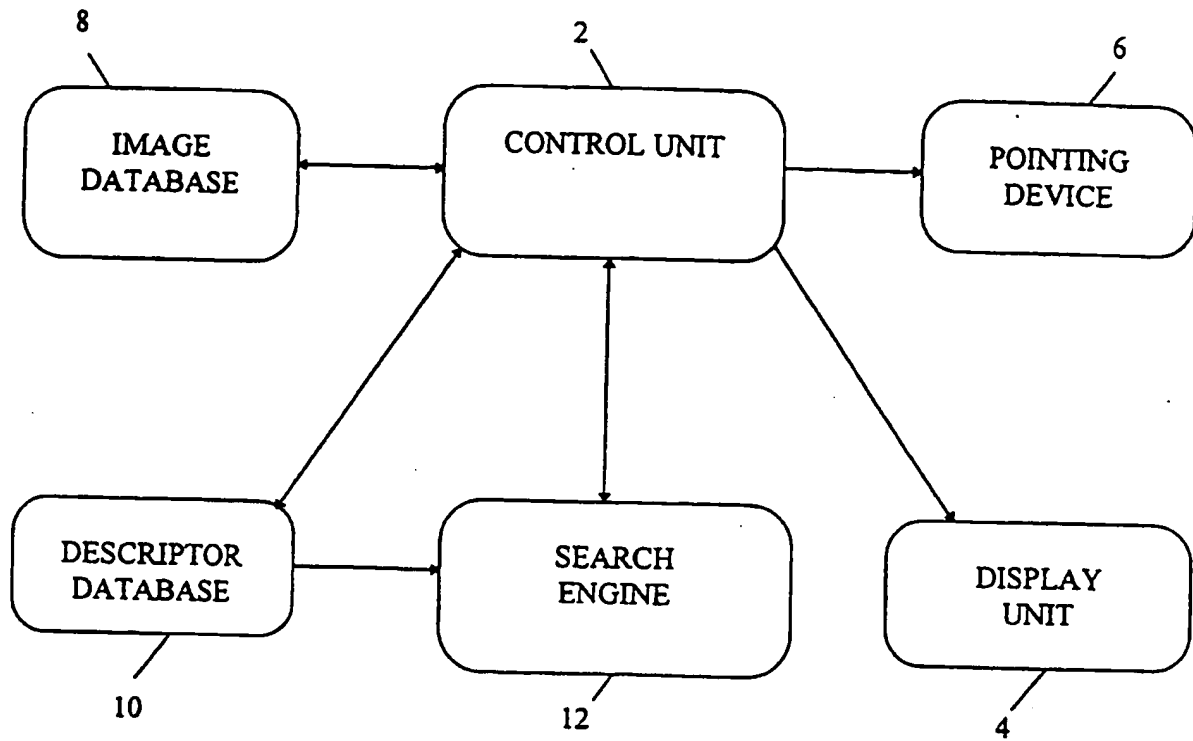 8
2
6
IMAGE
DATABASE
CONTROL UNIT
POINTING
DEVICE
DESCRIPTOR
DATABASE
SEARCH
ENGINE
DISPLAY
UNIT
10
12
4